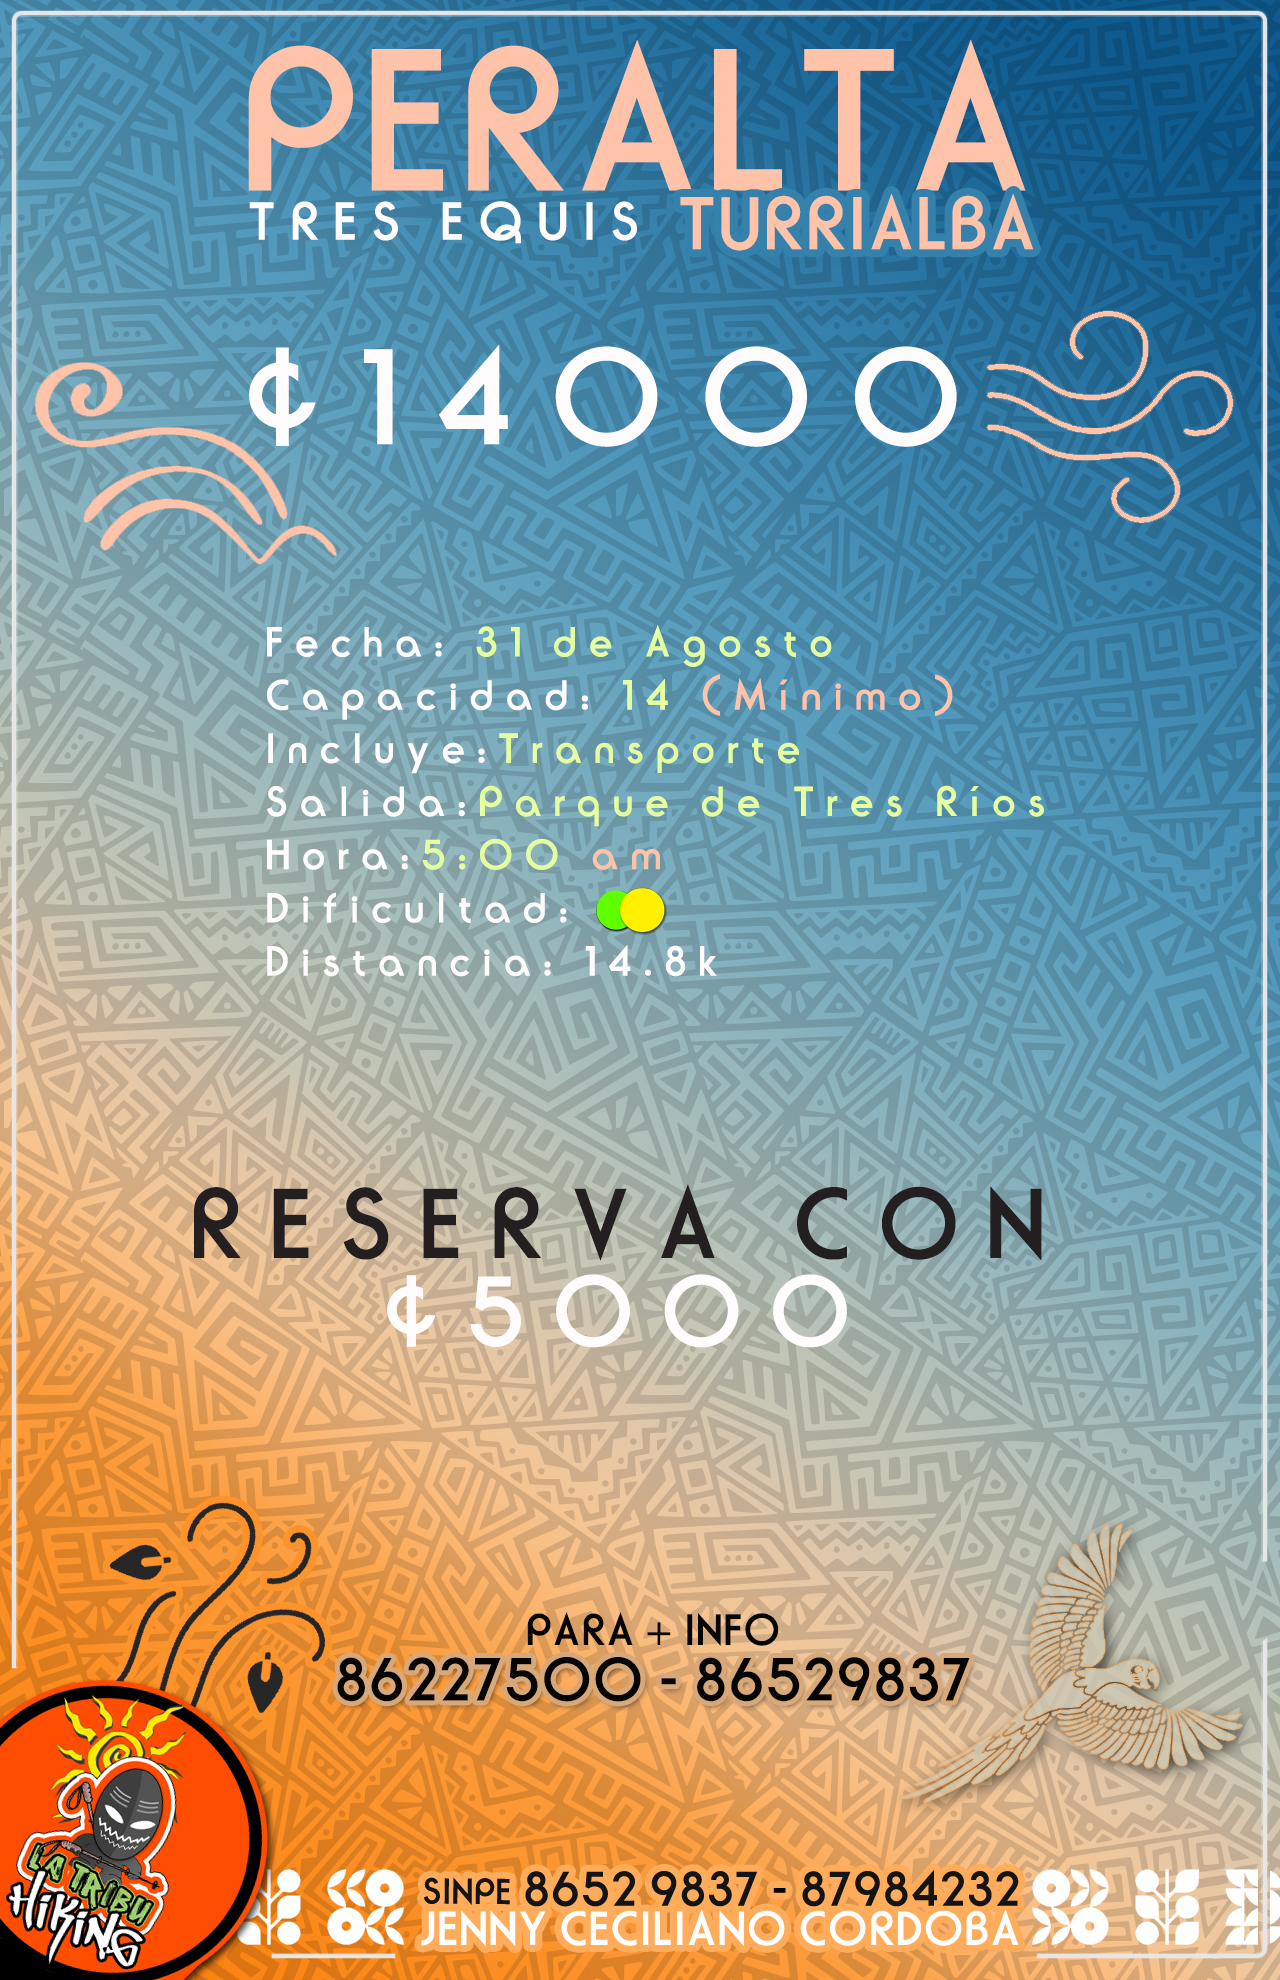 PERALTA
TRES EQUIS TURRIALBA
¢14000
Fecha: 31 de Agosto
Capacidad: 14 (Mínimo)
Incluye:Transporte
Salida:Parque de Tres Ríos
Hora:5:00 am
Dificultad:
Distancia: 14.8k
RESERVA CON
¢5000
PARA + INFO
86227500 - 86529837
LA TRIBU
HIKING
SINPE 8652 9837 - 87984232
JENNY CECILIANO CORDOBA